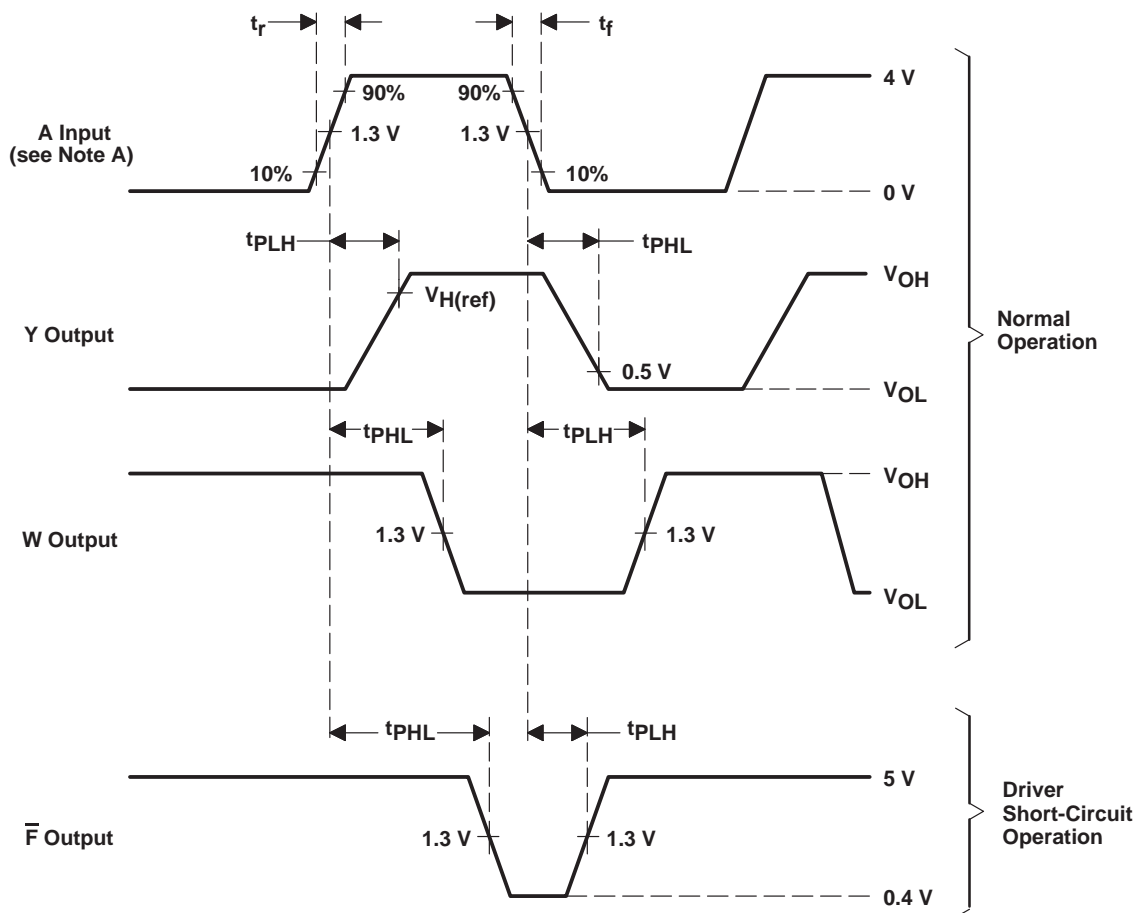 tr
tf
4 V
90%
90%
A Input
(see Note A)
1.3 V
1.3 V
10%
10%
0 V
tPLH
tPHL
VOH
VH(ref)
Y Output
Normal
Operation
0.5 V
VOL
tPHL
tPLH
VOH
W Output
1.3 V
1.3 V
VOL
tPHL
tPLH
5 V
Driver
Short-Circuit
Operation
F̅ Output
1.3 V
1.3 V
0.4 V